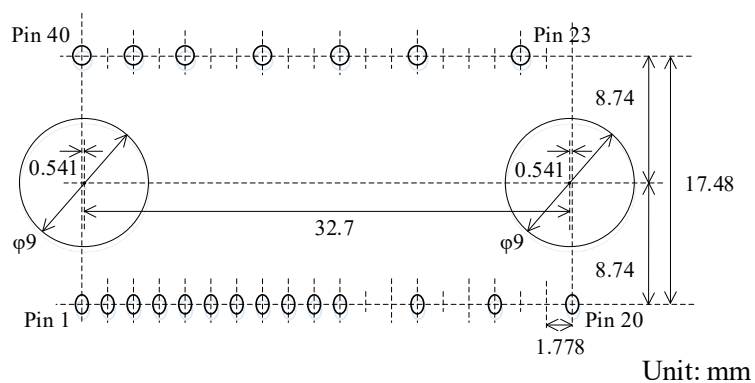 Pin 40
Pin 23
8.74
0.541
0.541
17.48
32.7
φ9
φ9
8.74
Pin 1
Pin 20
1.778
Unit: mm